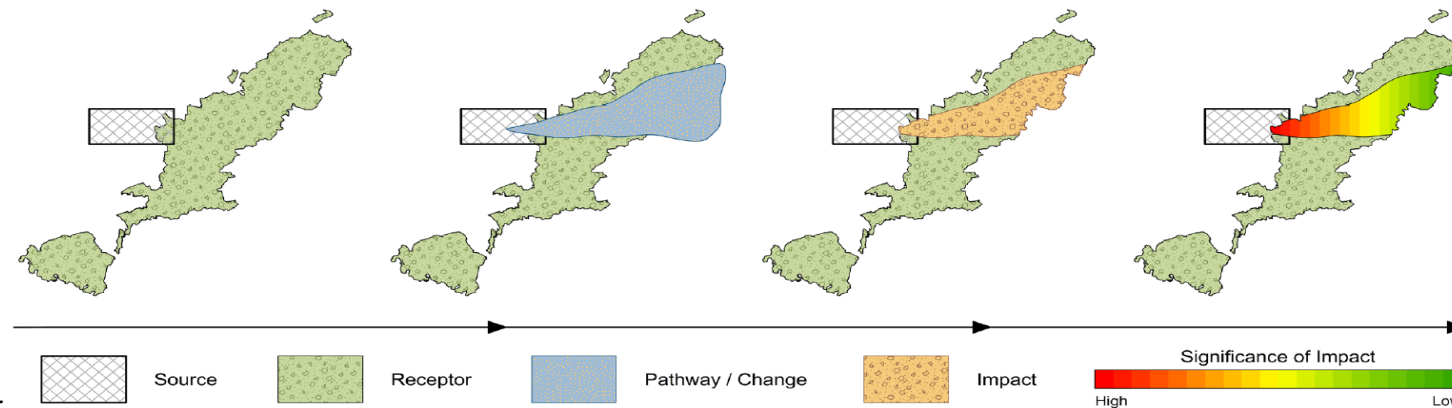 Significance of Impact
Source
Receptor
Pathway / Change
Impact
High